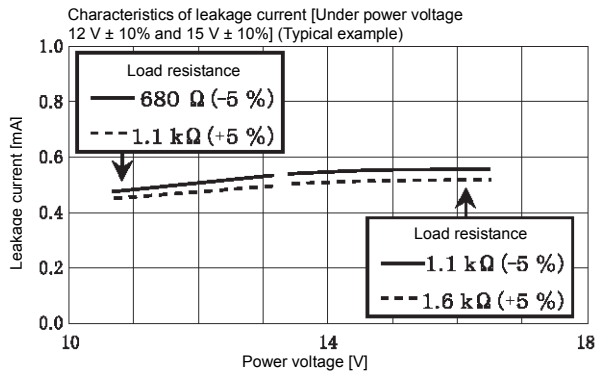 Characteristics of leakage current [Under power voltage
12 V ± 10% and 15 V ± 10%] (Typical example)
Leakage current [mA]
1.0
0.8
0.6
0.4
0.2
0.0
Load resistance
680 Ω (-5 %)
1.1 kΩ (+5 %)
Load resistance
1.1 kΩ (-5 %)
1.6 kΩ (+5 %)
10
14
18
Power voltage [V]